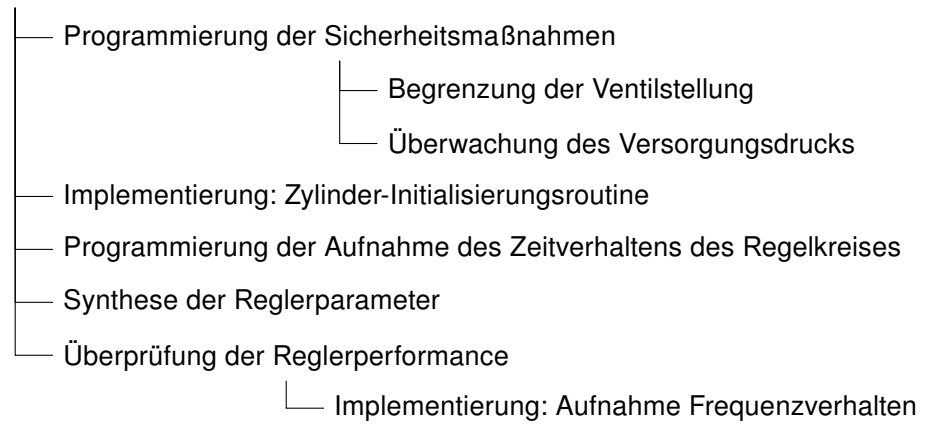 Programmierung der Sicherheitsmaßnahmen
Begrenzung der Ventilstellung
Überwachung des Versorgungsdrucks
Implementierung: Zylinder-Initialisierungsroutine
Programmierung der Aufnahme des Zeitverhaltens des Regelkreises
Synthese der Reglerparameter
Überprüfung der Reglerperformance
Implementierung: Aufnahme Frequenzverhalten